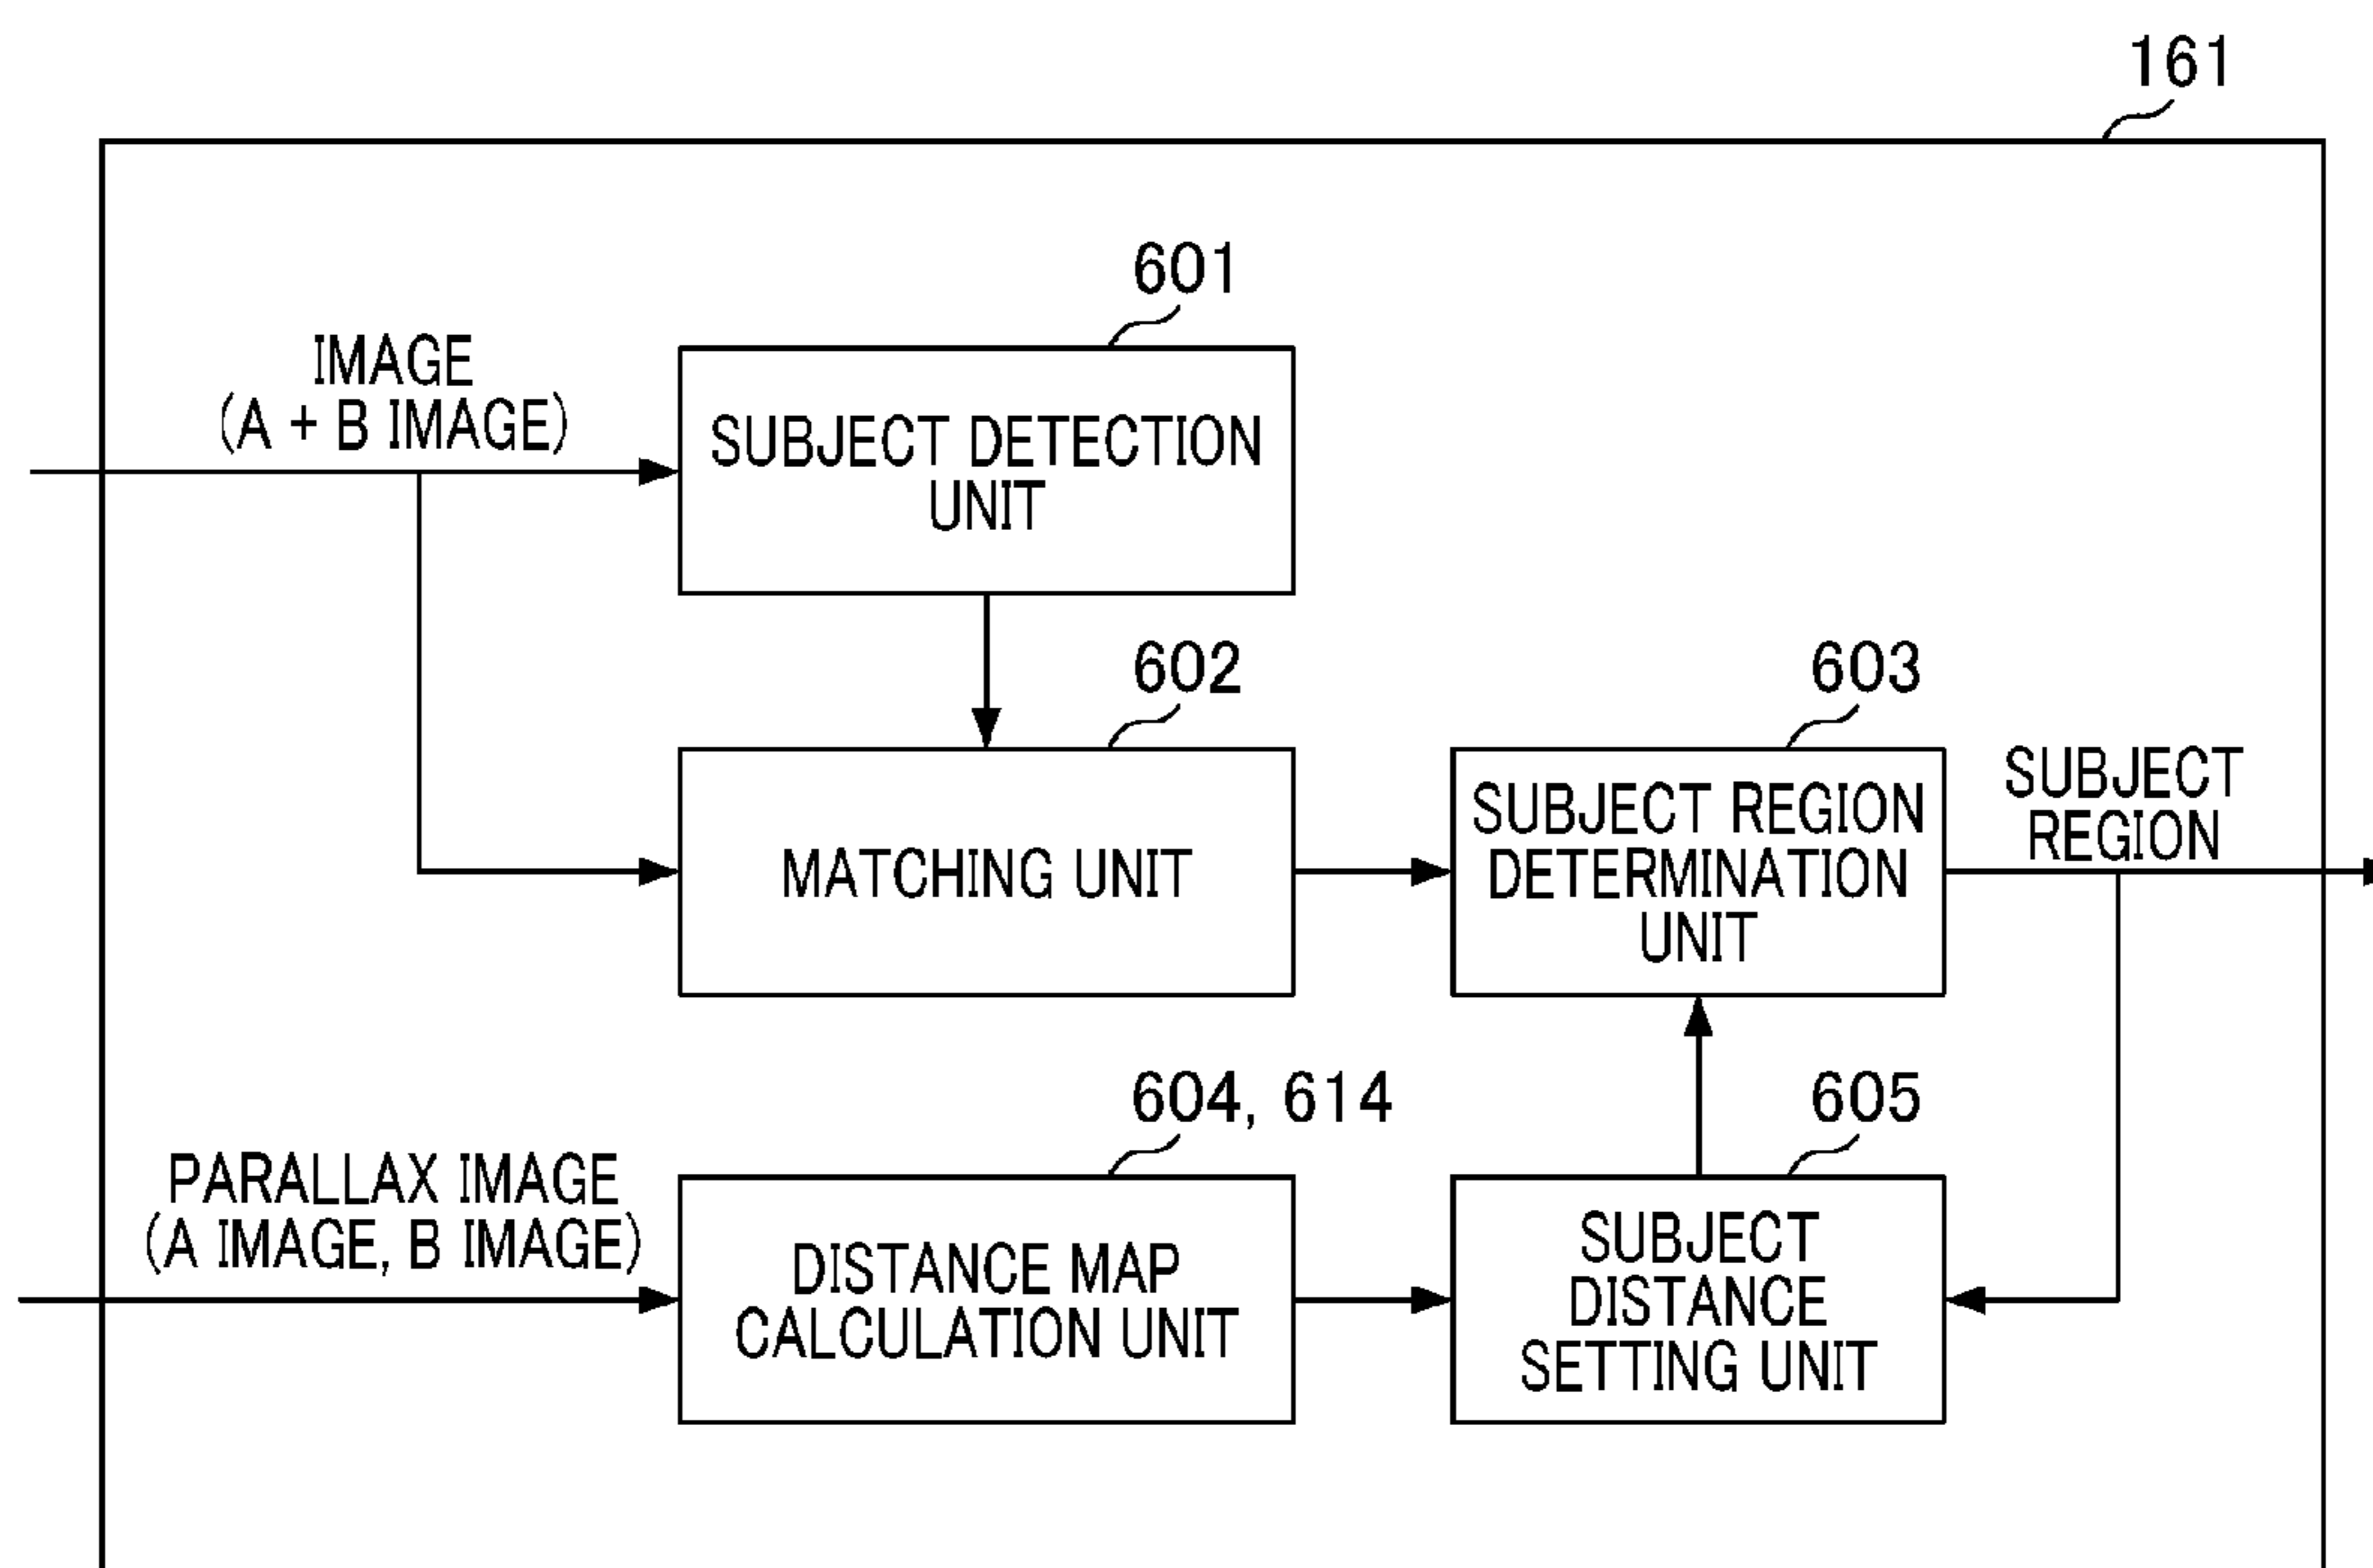 161
601
IMAGE
(A + B IMAGE)
SUBJECT DETECTION
UNIT
602
603
MATCHING UNIT
SUBJECT REGION
DETERMINATION
UNIT
SUBJECT
REGION
604, 614
605
PARALLAX IMAGE
(A IMAGE, B IMAGE)
DISTANCE MAP
CALCULATION UNIT
SUBJECT
DISTANCE
SETTING UNIT